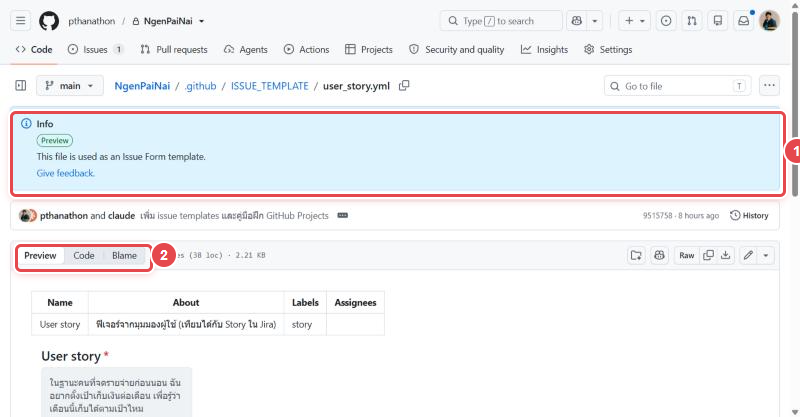 pthanathon / NgenPaiNai
Type / to search
Code Issues 1 Pull requests Agents Actions Projects Security and quality Insights Settings
main NgenPaiNai / .github / ISSUE_TEMPLATE / user_story.yml Go to file T
Info
Preview
This file is used as an Issue Form template.
Give feedback.
1
pthanathon and claude เพิ่ม issue templates และคู่มือฝึก GitHub Projects 9515758 · 8 hours ago History
Preview Code Blame 2 es (38 loc) · 2.21 KB Raw
Name About Labels Assignees
User story ฟีเจอร์จากมุมมองผู้ใช้ (เทียบได้กับ Story ใน Jira) story
User story *
ในฐานะคนที่จดรายจ่ายก่อนนอน ฉัน
อยากตั้งเป้าเก็บเงินต่อเดือน เพื่อรู้ว่า
เดือนนี้เก็บได้ตามเป้าไหม